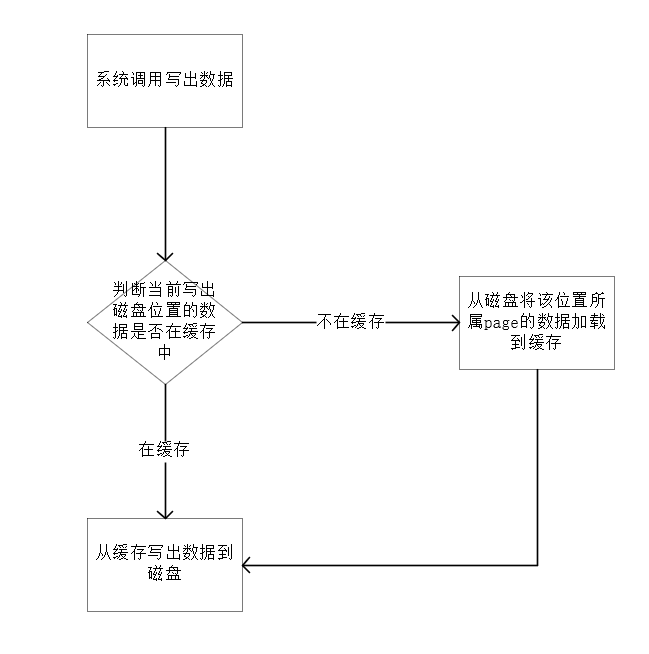 系统调用写出数据
判断当前写出
磁盘位置的数
据是否在缓存
中
不在缓存
从磁盘将该位置所
属page的数据加载
到缓存
在缓存
从缓存写出数据到
磁盘